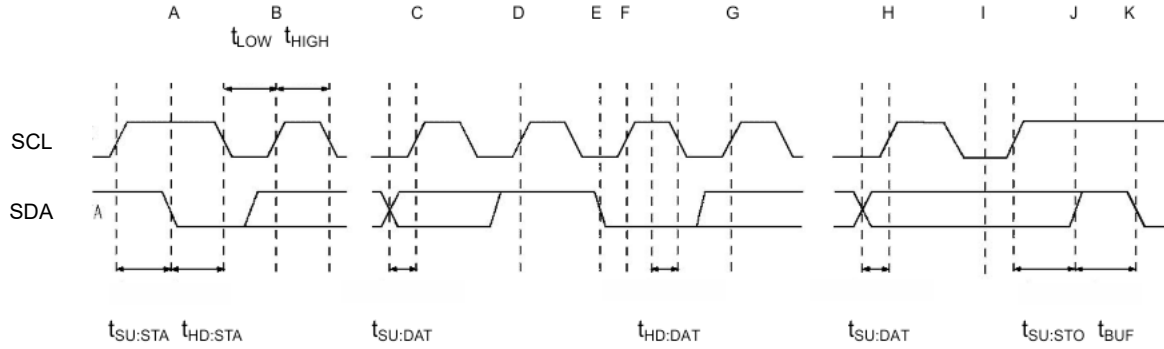 A B C D E F G H I J K
tLOW tHIGH
SCL
SDA A
tSU:STA tHD:STA tSU:DAT tHD:DAT tSU:DAT tSU:STO tBUF